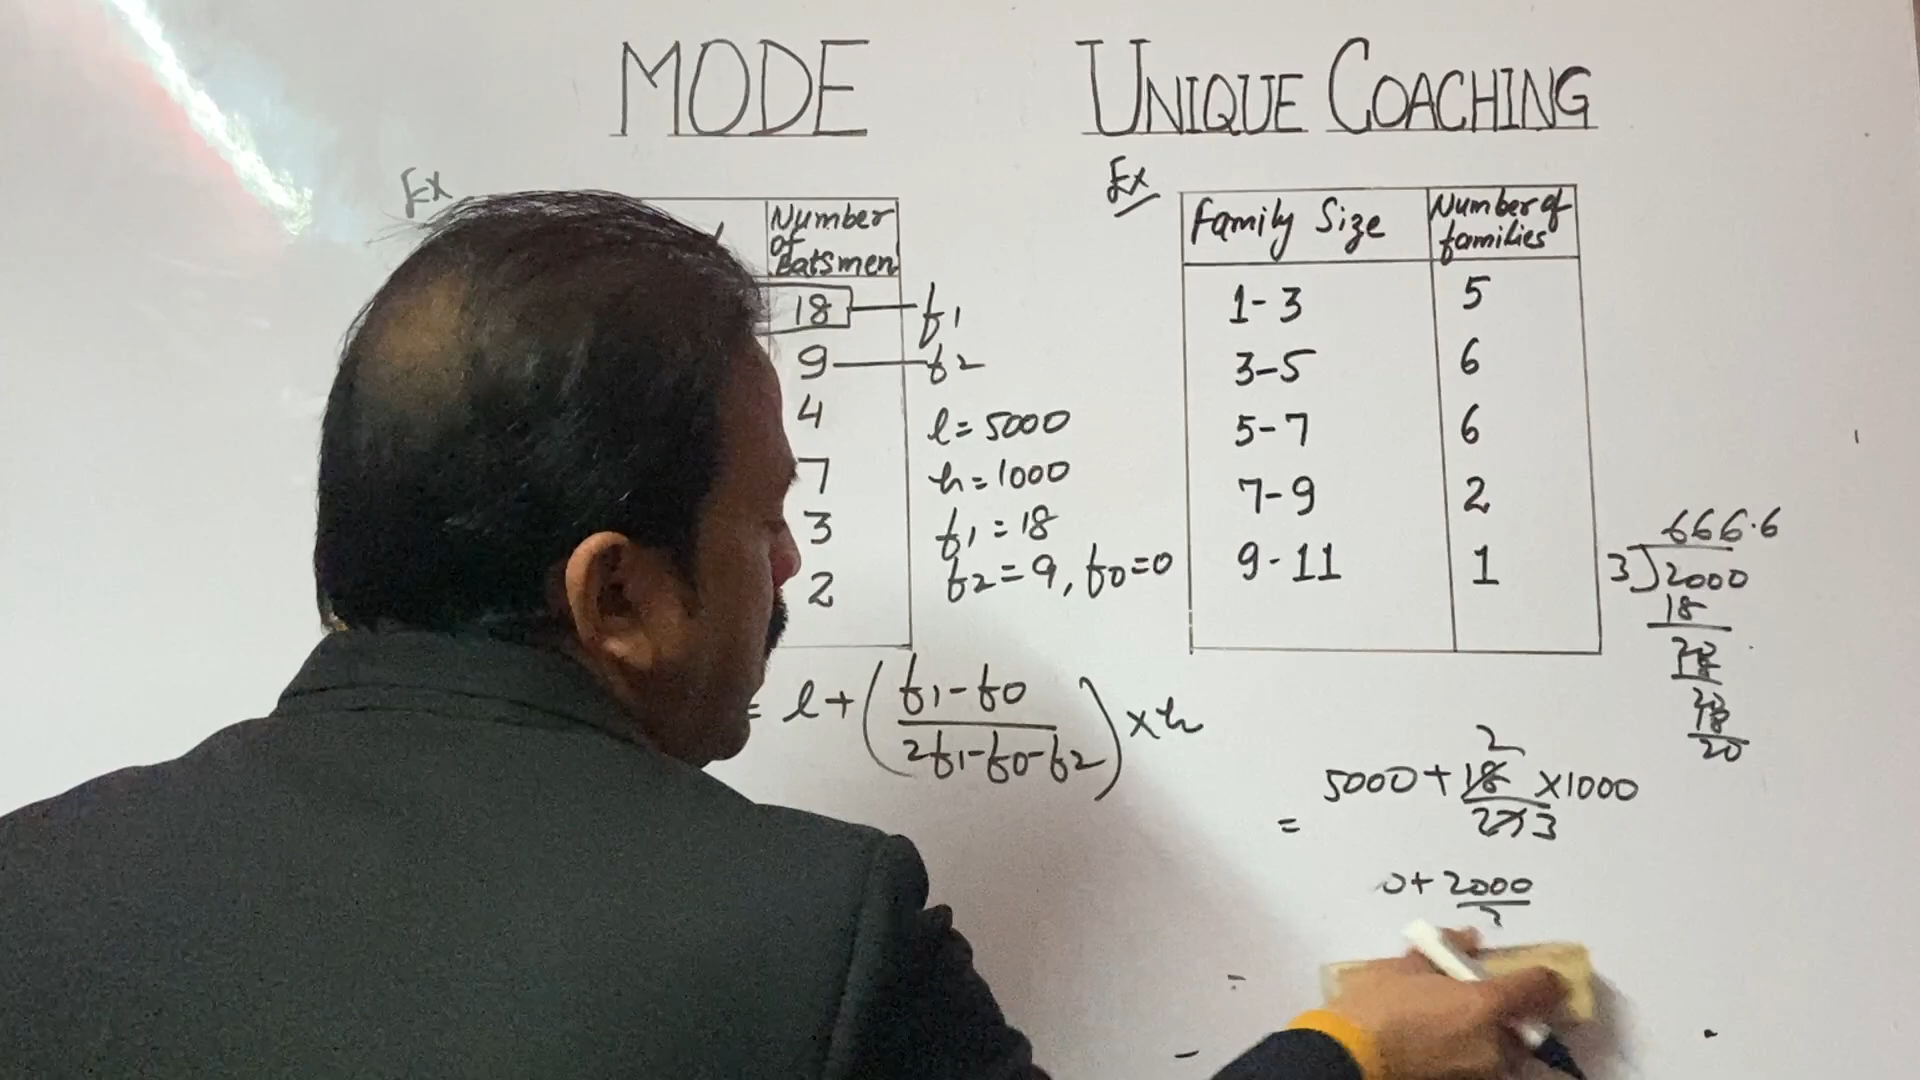 MODE
UNIQUE COACHING
Ex
Number
of
Batsmen
18 f1
9 f2
4
7
3
2
l = 5000
h = 1000
f1 = 18
f2 = 9, f0 = 0
= l + (f1 - f0 / 2f1 - f0 - f2) × h
Ex
Family Size Number of families
1-3 5
3-5 6
5-7 6
7-9 2
9-11 1
666.6
3)2000
18
20
18
20
18
20
2
5000 + 18 × 1000
= 27 3
0 + 2000
=